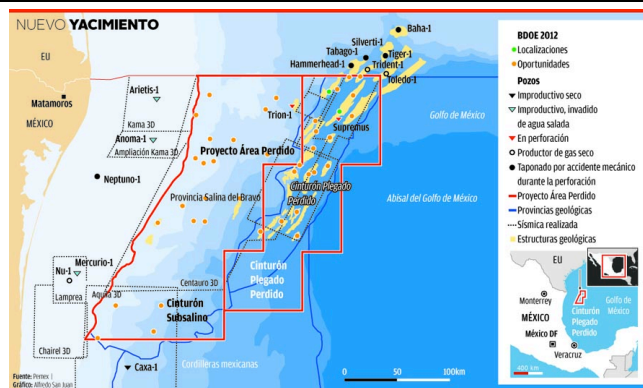 NUEVO YACIMIENTO
EU
Matamoros
MÉXICO
Arietis-1
Kama 3D
Anoma-1
Ampliación Kama 3D
Neptuno-1
Mercurio-1
Nu-1
Lamprea
Aquila 3D
Chairel 3D
Cinturón
Subsalino
Caxa-1
Cordilleras mexicanas
Centauro 3D
Provincia Salina del Bravo
Proyecto Área Perdido
Trion-1
Supremus
Cinturón Plegado
Perdido
Cinturón
Plegado
Perdido
Baha-1
Silverti-1
Tabago-1
Tiger-1
Hammerhead-1
Trident-1
Toledo-1
Golfo de México
Abisal del Golfo de México
0 50 100km
BDOE 2012
Localizaciones
Oportunidades
Pozos
Improductivo seco
Improductivo, invadido
de agua salada
En perforación
Productor de gas seco
Taponado por accidente mecánico
durante la perforación
Proyecto Área Perdido
Provincias geológicas
Sísmica realizada
Estructuras geológicas
EU
Monterrey
Golfo de
México
MÉXICO
Cinturón
Plegado
Perdido
México DF
Veracruz
400 km
Fuente: Pemex |
Gráfico: Alfredo San Juan